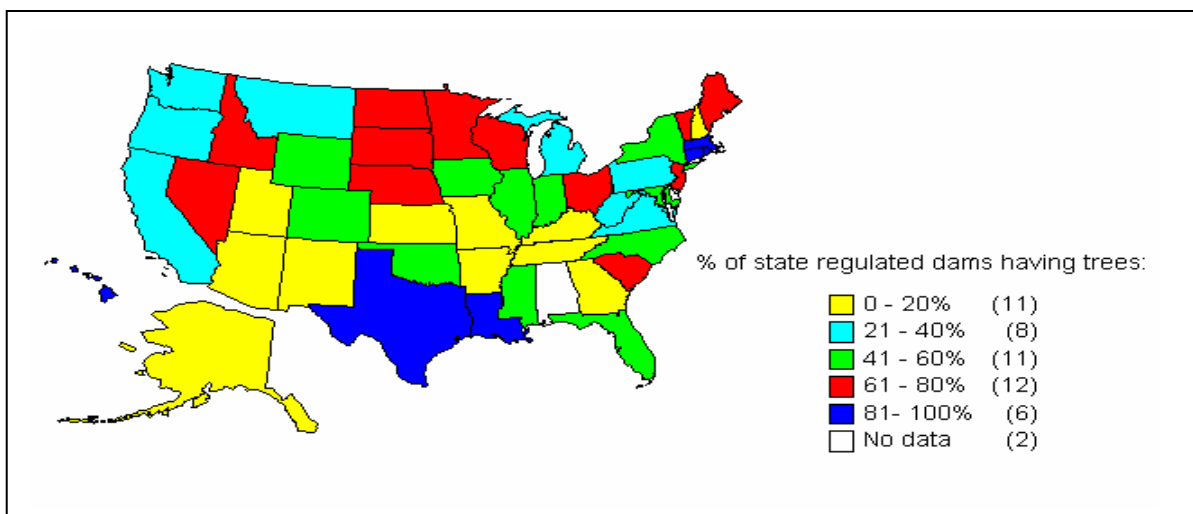 % of state regulated dams having trees:
0 - 20% (11)
21 - 40% (8)
41 - 60% (11)
61 - 80% (12)
81- 100% (6)
No data (2)